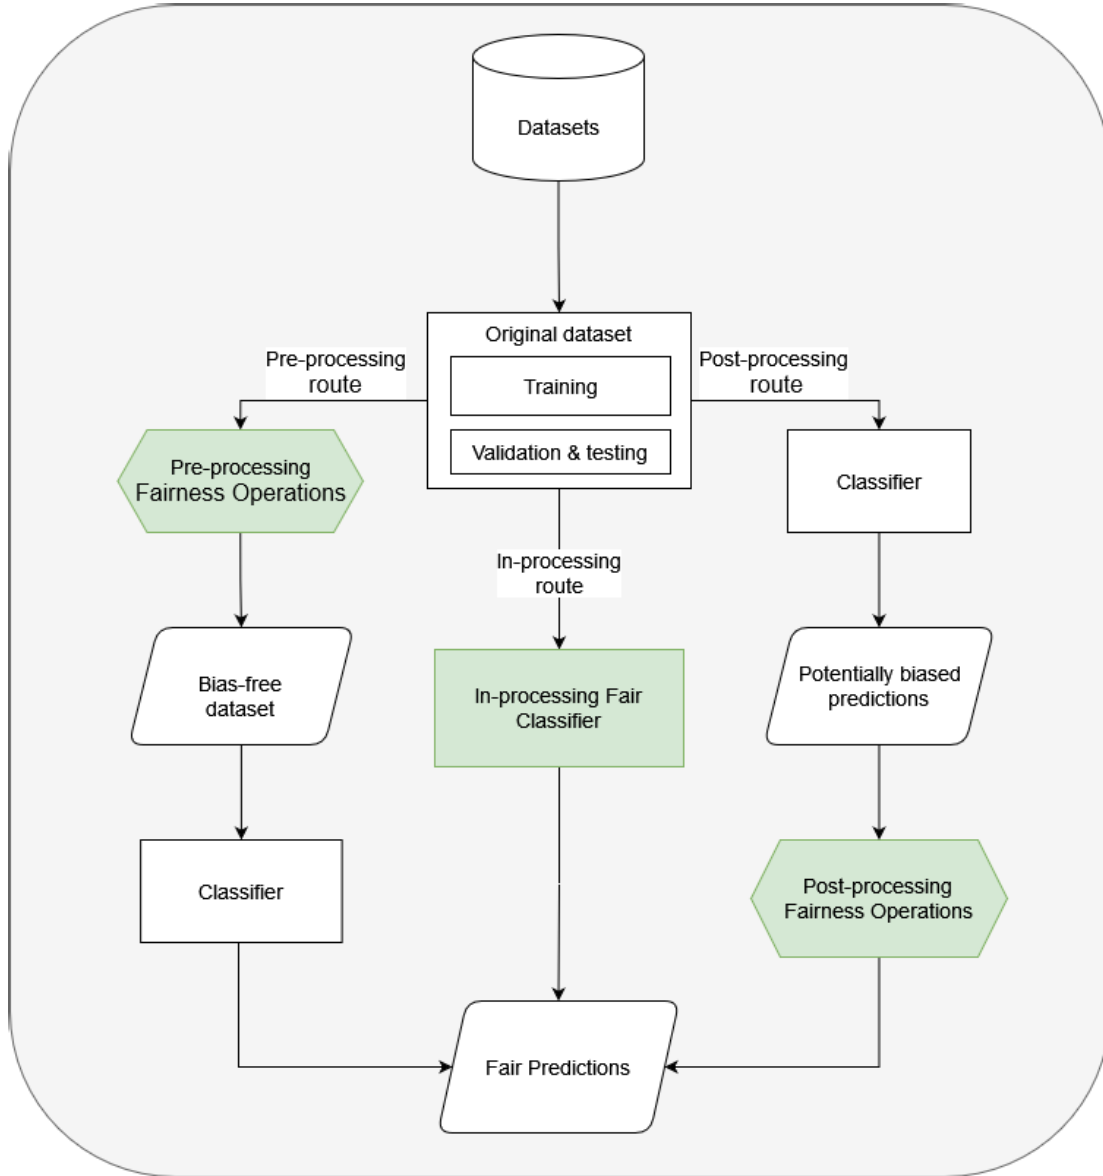 Datasets
Original dataset
Training
Validation & testing
Pre-processing
route
Post-processing
route
Pre-processing
Fairness Operations
Classifier
In-processing
route
Bias-free
dataset
In-processing Fair
Classifier
Potentially biased
predictions
Classifier
Post-processing
Fairness Operations
Fair Predictions